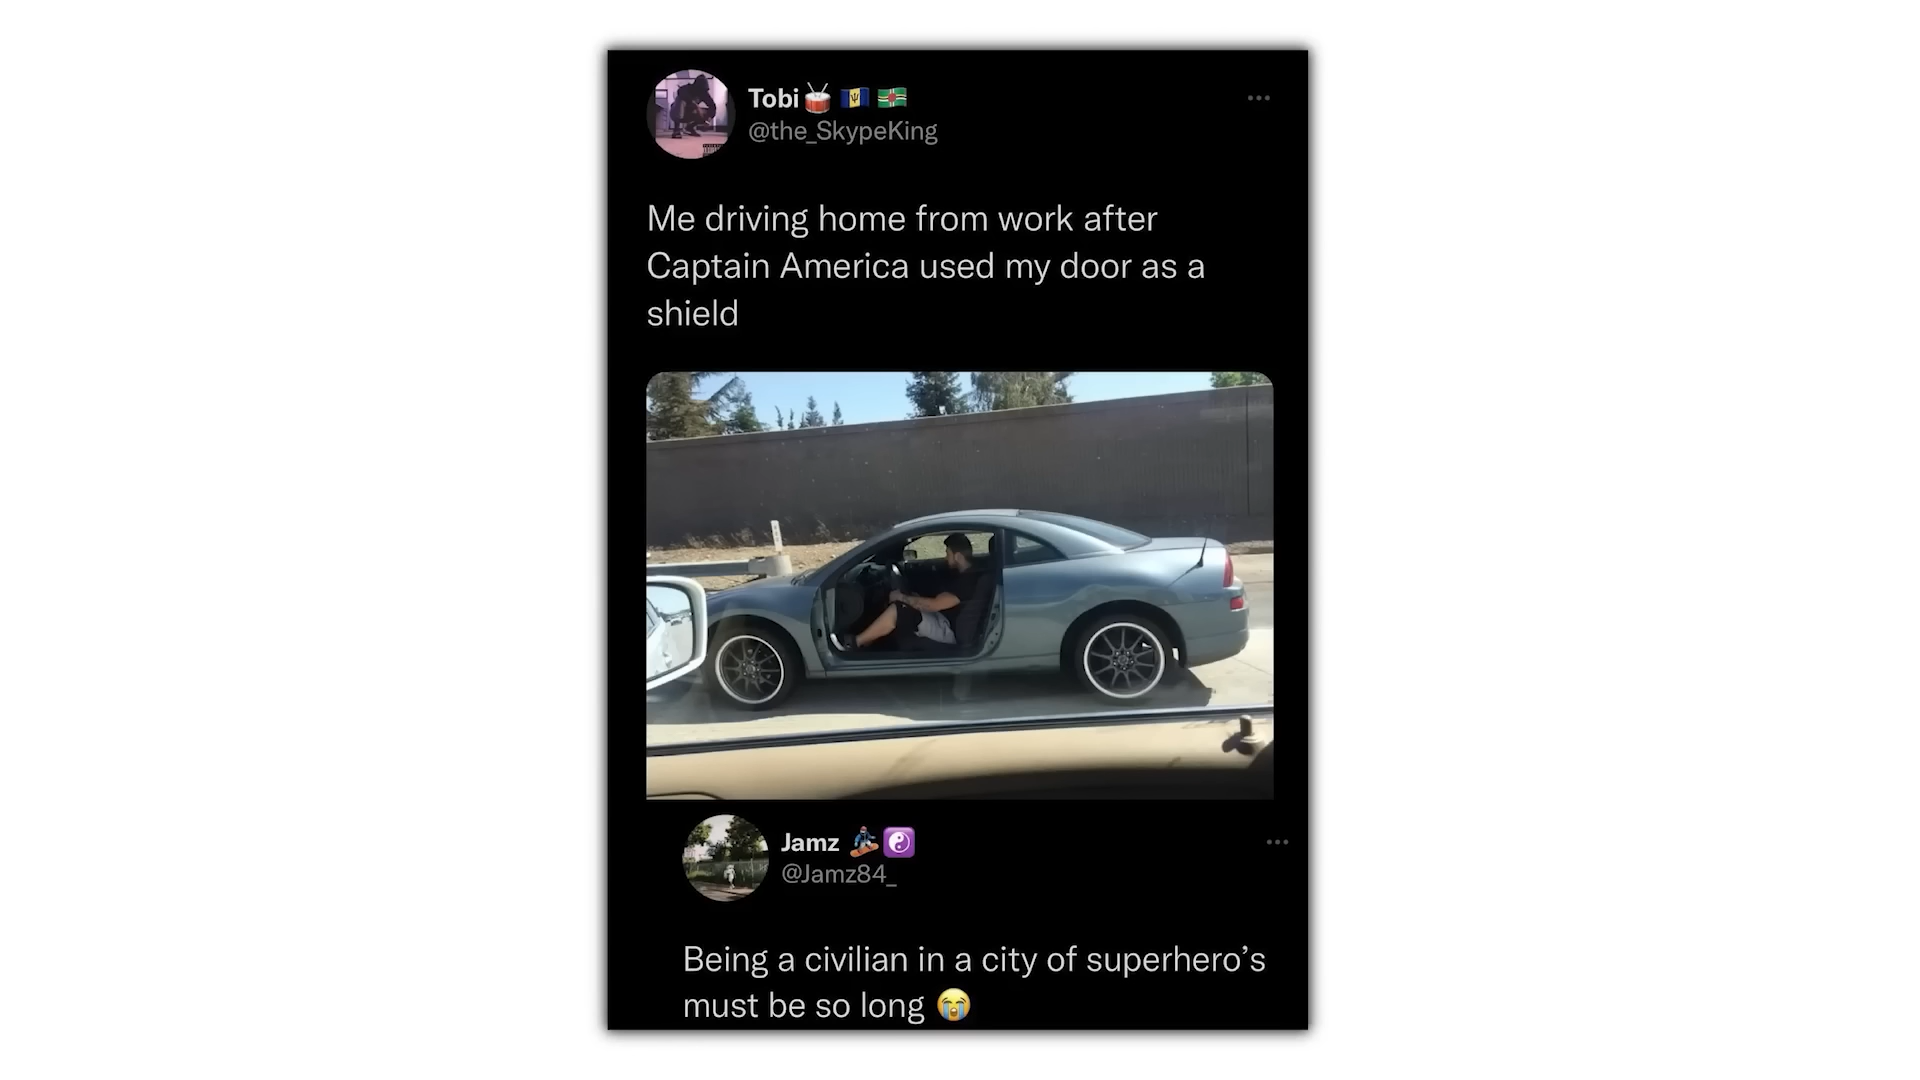 Tobi🥁 🇧🇧 🇩🇲
@the_SkypeKing
Me driving home from work after
Captain America used my door as a
shield
Jamz 🏂☯️
@Jamz84_
Being a civilian in a city of superhero’s
must be so long 😭